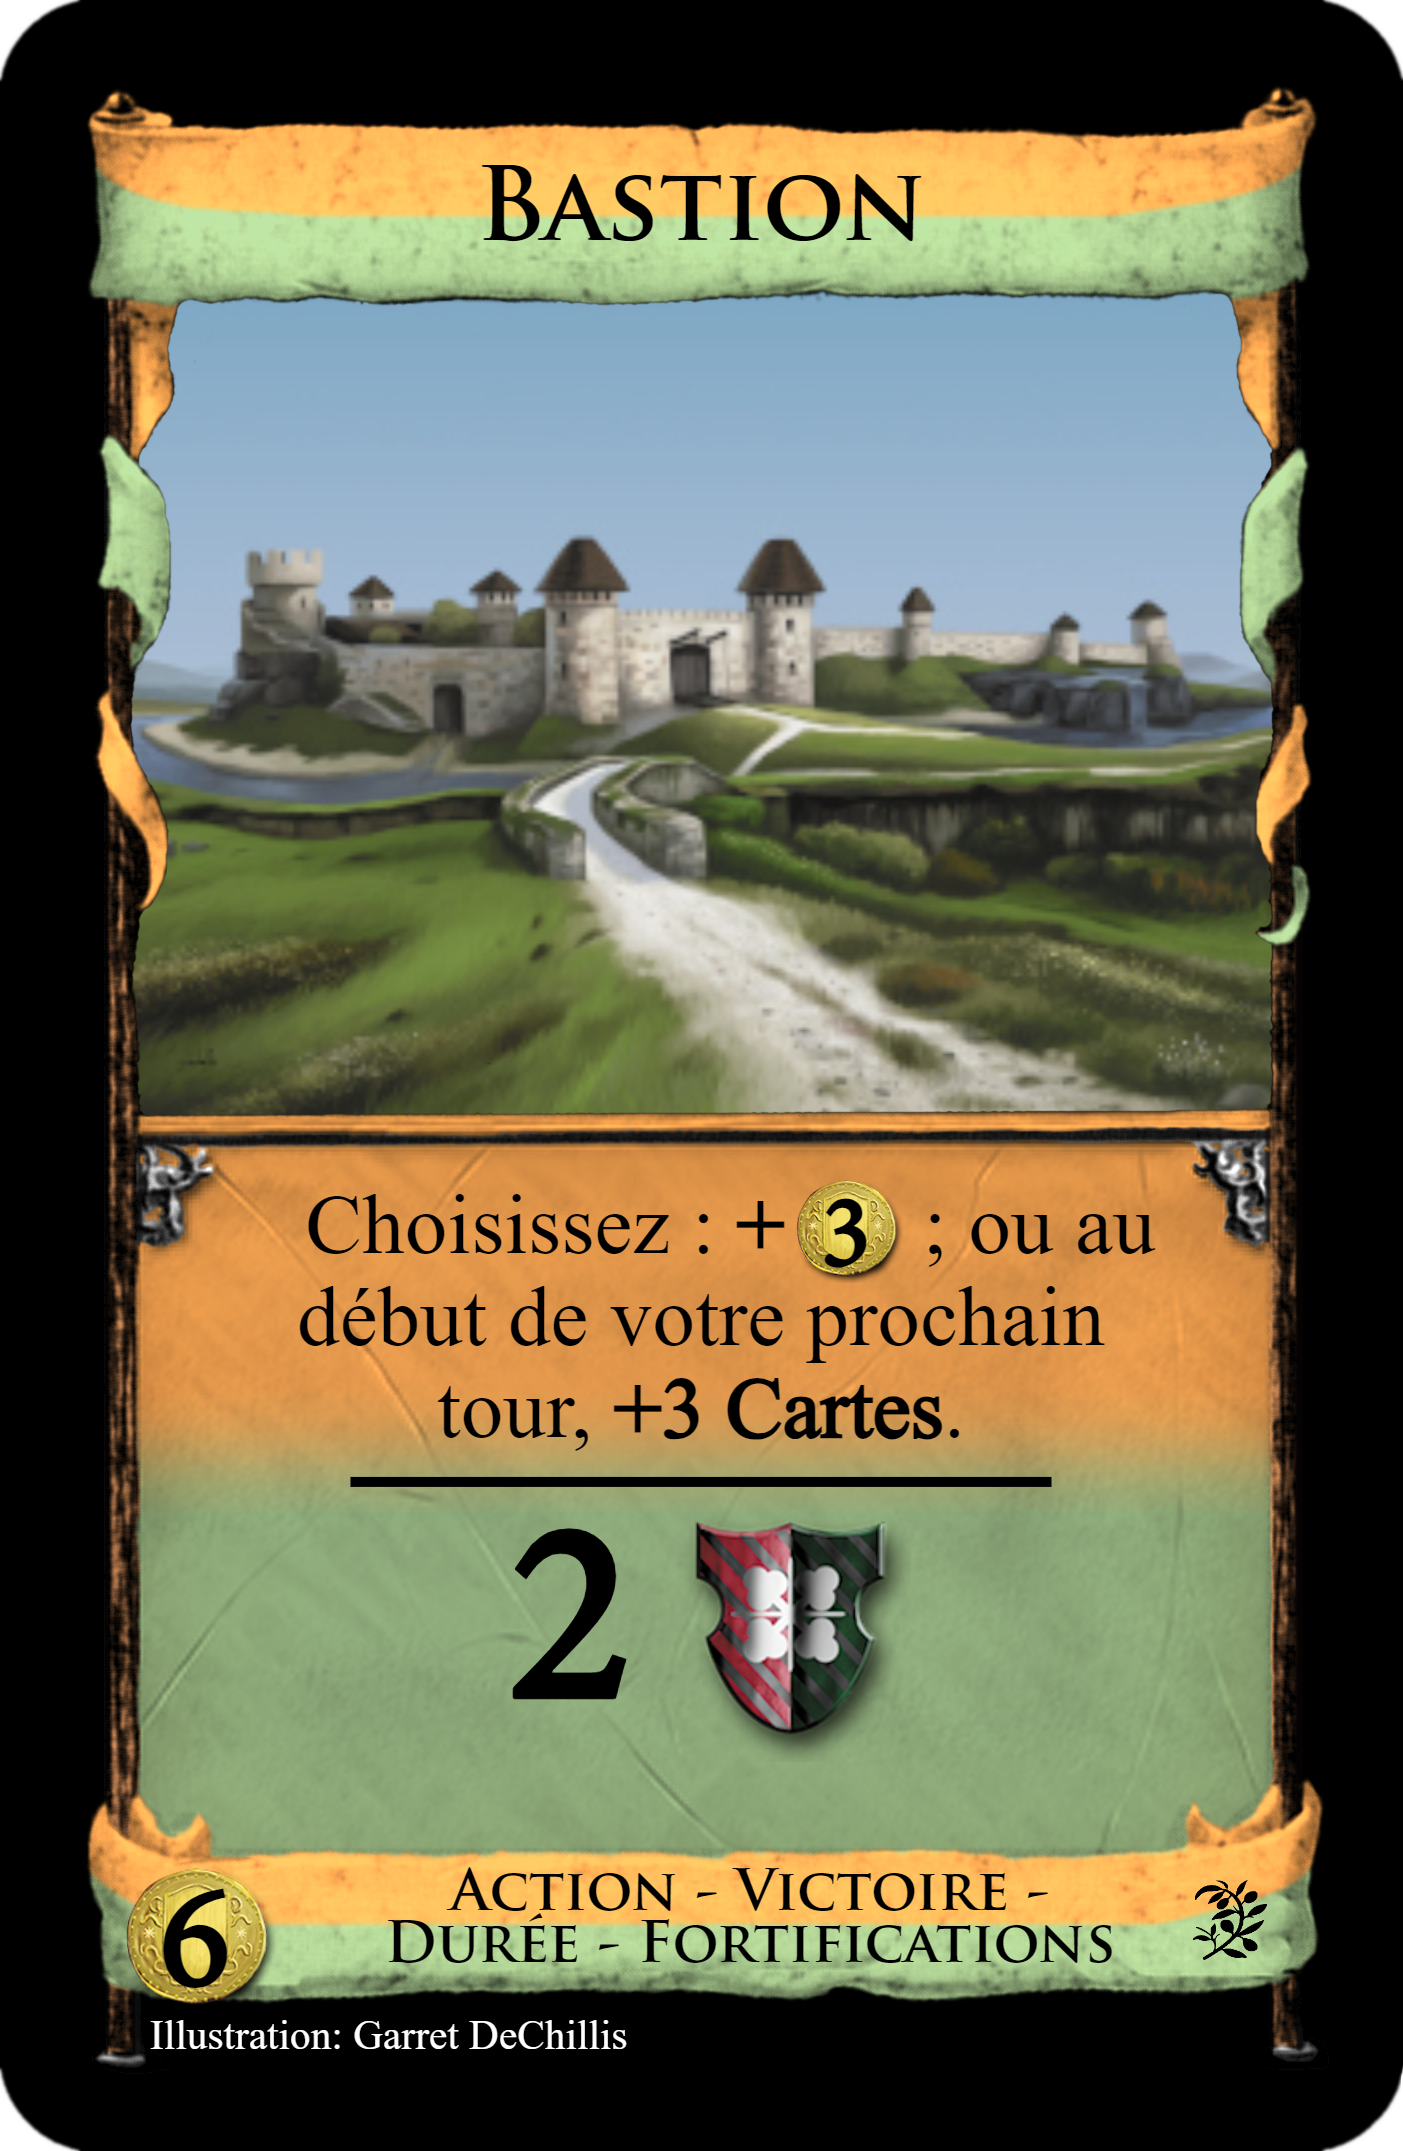 BASTION
Choisissez : +3 ; ou au
début de votre prochain
tour, +3 Cartes.
2
6
ACTION - VICTOIRE -
DURÉE - FORTIFICATIONS
Illustration: Garret DeChillis